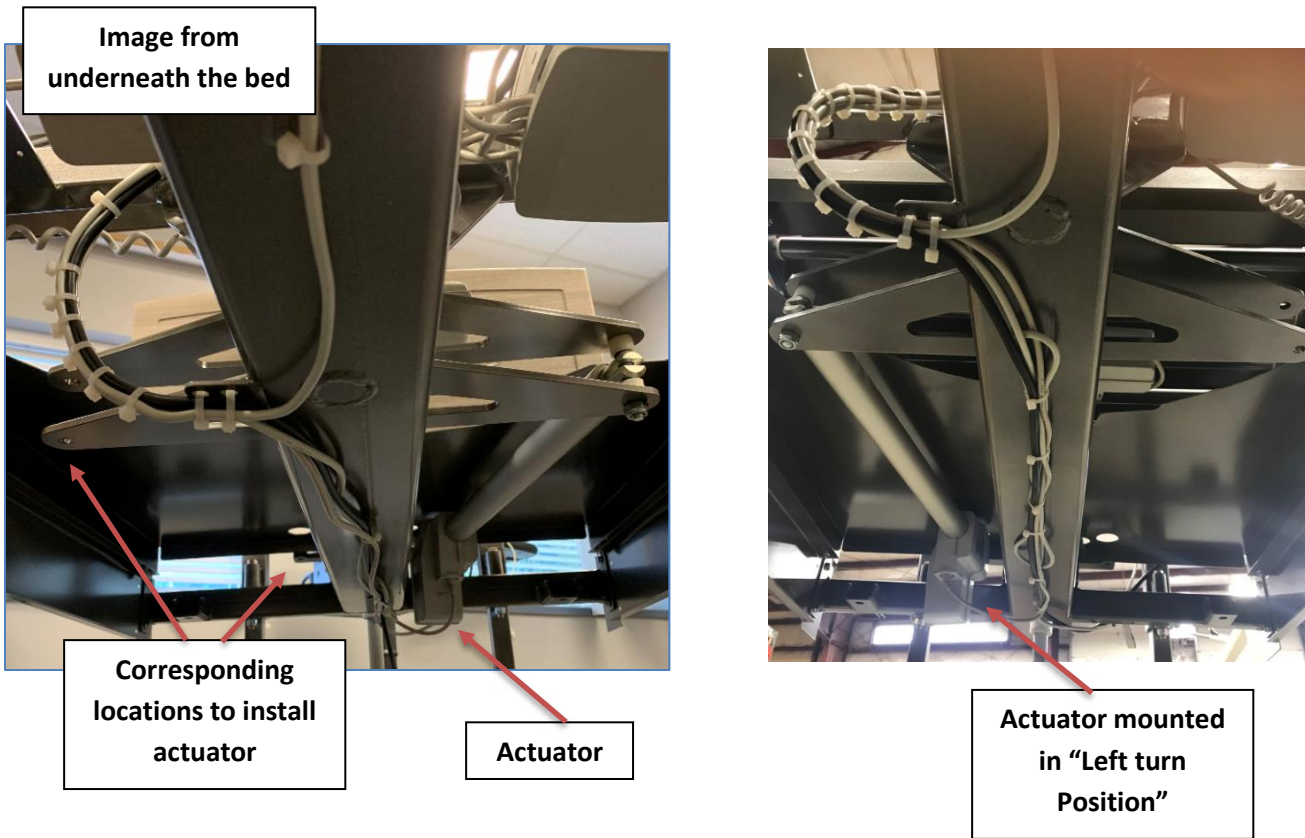 Image from
underneath the bed
Corresponding
locations to install
actuator
Actuator
Actuator mounted
in “Left turn
Position”